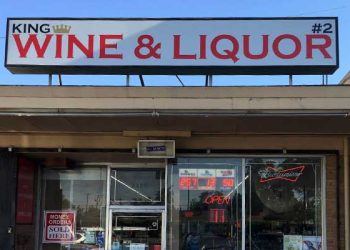 KING
#2
WINE & LIQUOR
OPEN
Budweiser
MONEY
ORDERS
SOLD
HERE